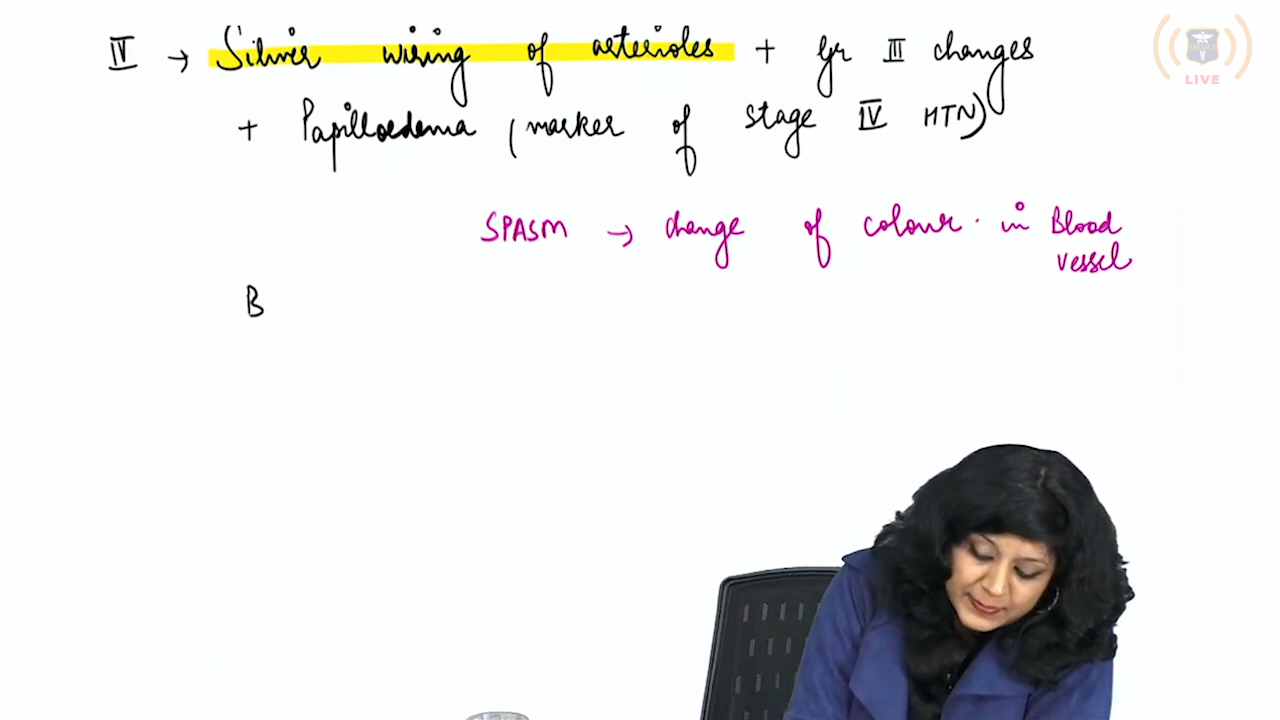 IV → Silver wiring of arterioles + Gr III changes
+ Papilloedema (marker of stage IV HTN)
SPASM → change of colour in Blood
vessel
B
LIVE